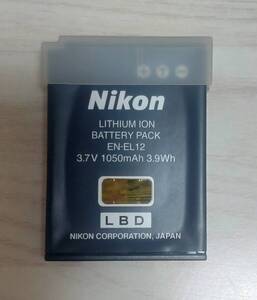 Nikon
LITHIUM ION
BATTERY PACK
EN-EL12
3.7V 1050mAh 3.9Wh
LBD
NIKON CORPORATION, JAPAN